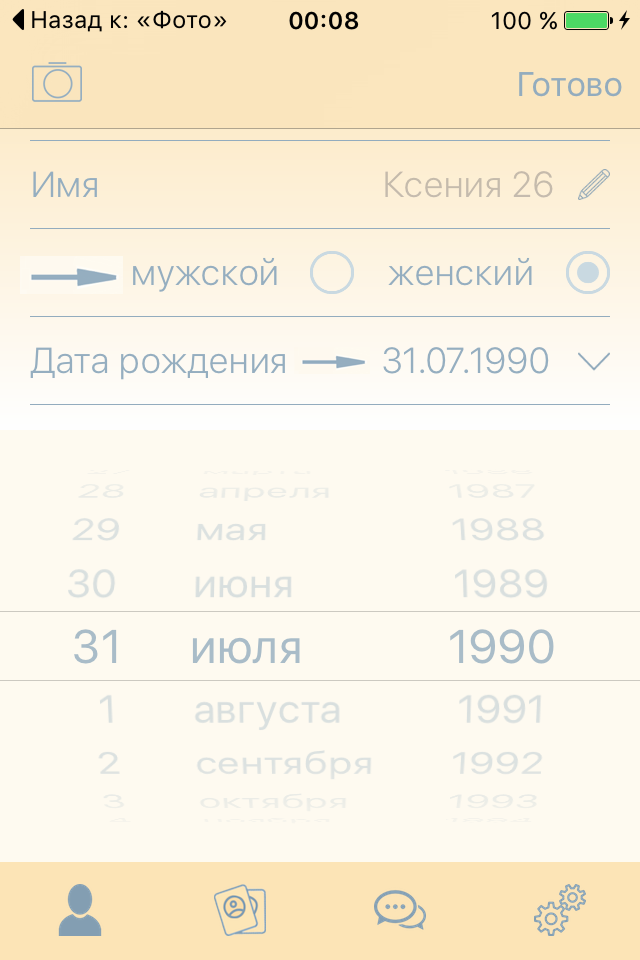 Назад к: «Фото» 00:08 100 %
Готово
Имя Ксения 26
мужской женский
Дата рождения 31.07.1990
28 апреля 1987
29 мая 1988
30 июня 1989
31 июля 1990
1 августа 1991
2 сентября 1992
3 октября 1993